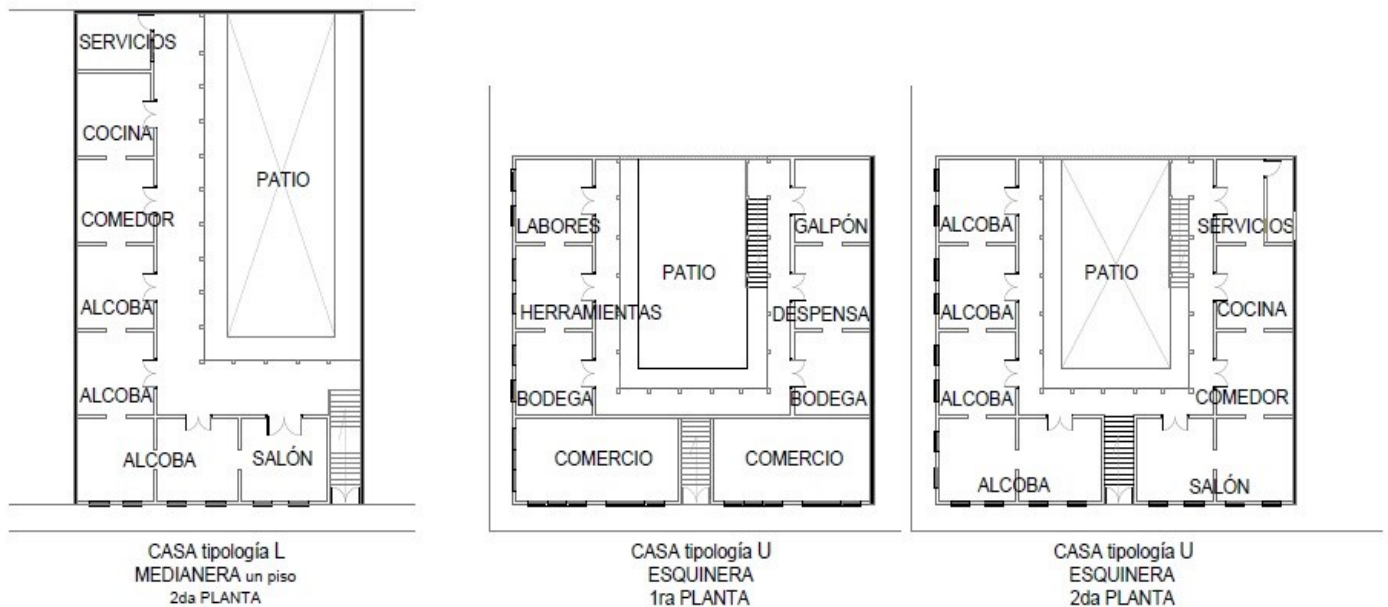 SERVICIOS
COCINA
PATIO
COMEDOR
ALCOBA
ALCOBA
ALCOBA
SALÓN
CASA tipología L
MEDIANERA un piso
2da PLANTA
LABORES
GALPÓN
PATIO
HERRAMIENTAS
DESPENSA
BODEGA
BODEGA
COMERCIO
COMERCIO
CASA tipología U
ESQUINERA
1ra PLANTA
ALCOBA
SERVICIOS
PATIO
ALCOBA
COCINA
ALCOBA
COMEDOR
ALCOBA
SALÓN
CASA tipología U
ESQUINERA
2da PLANTA